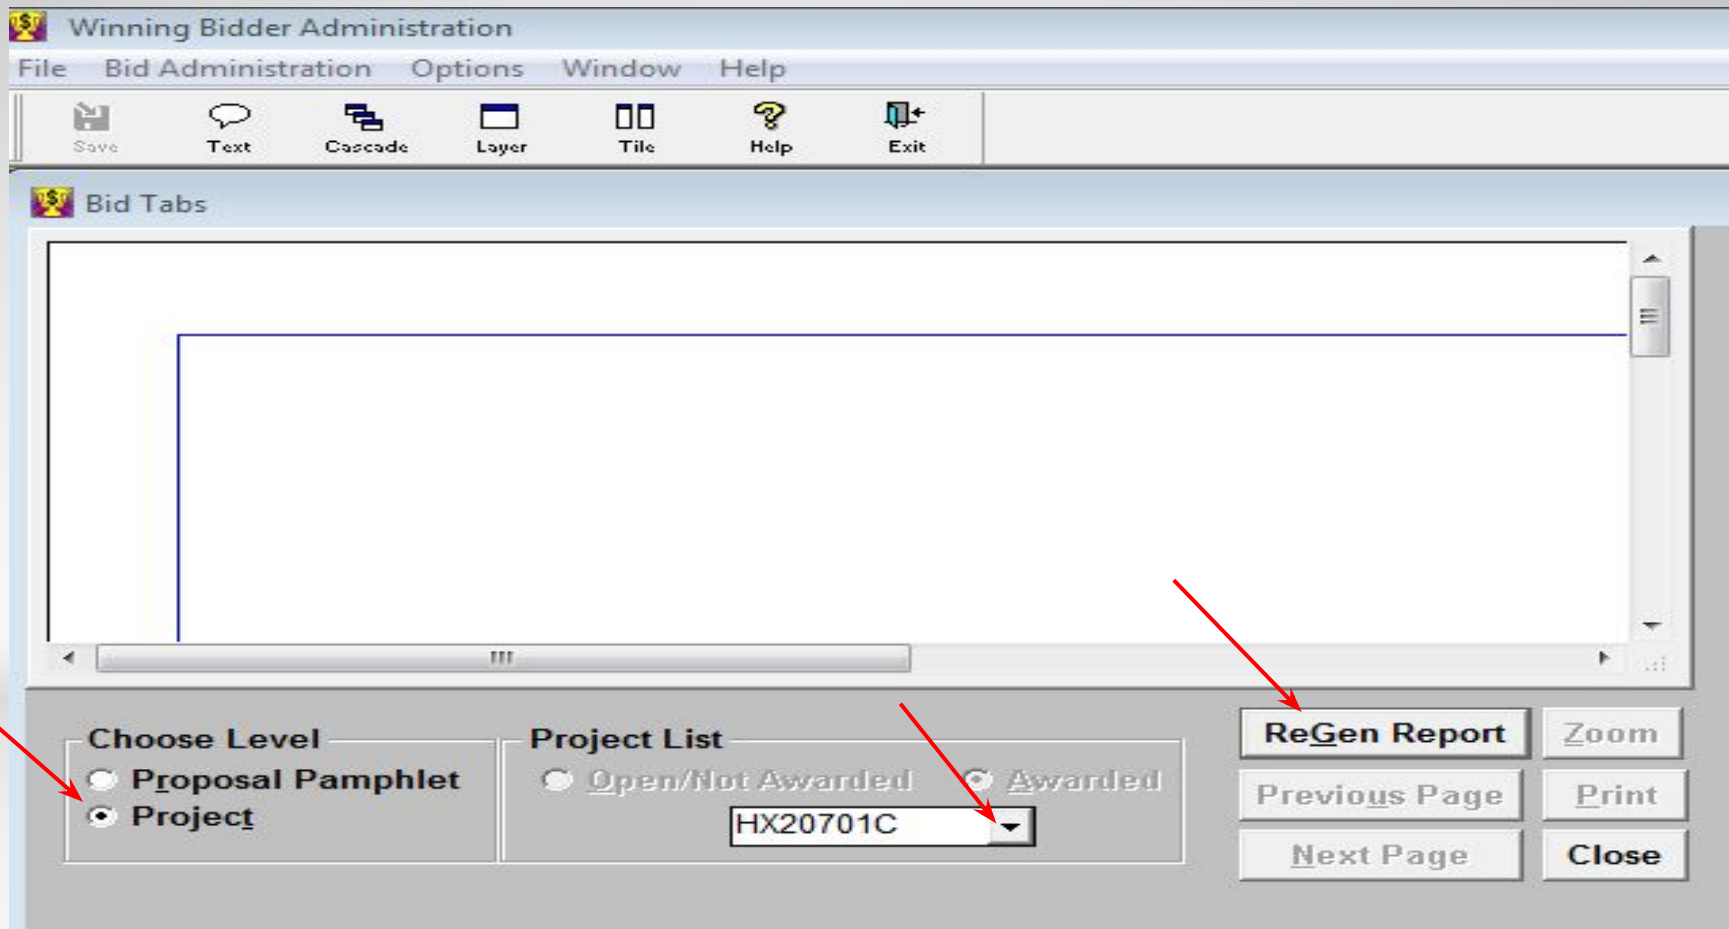 Winning Bidder Administration
File Bid Administration Options Window Help
Save Text Cascade Layer Tile Help Exit
Bid Tabs
Choose Level
Project List
ReGen Report
Zoom
Proposal Pamphlet
Open/Not Awarded
Awarded
Previous Page
Print
Project
HX20701C
Next Page
Close